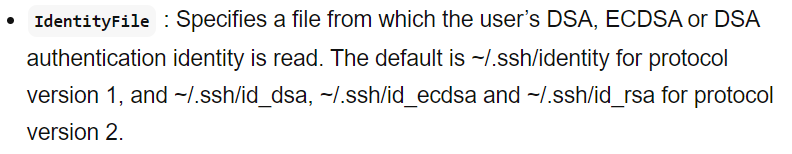 • IdentityFile : Specifies a file from which the user’s DSA, ECDSA or DSA
authentication identity is read. The default is ~/.ssh/identity for protocol
version 1, and ~/.ssh/id_dsa, ~/.ssh/id_ecdsa and ~/.ssh/id_rsa for protocol
version 2.